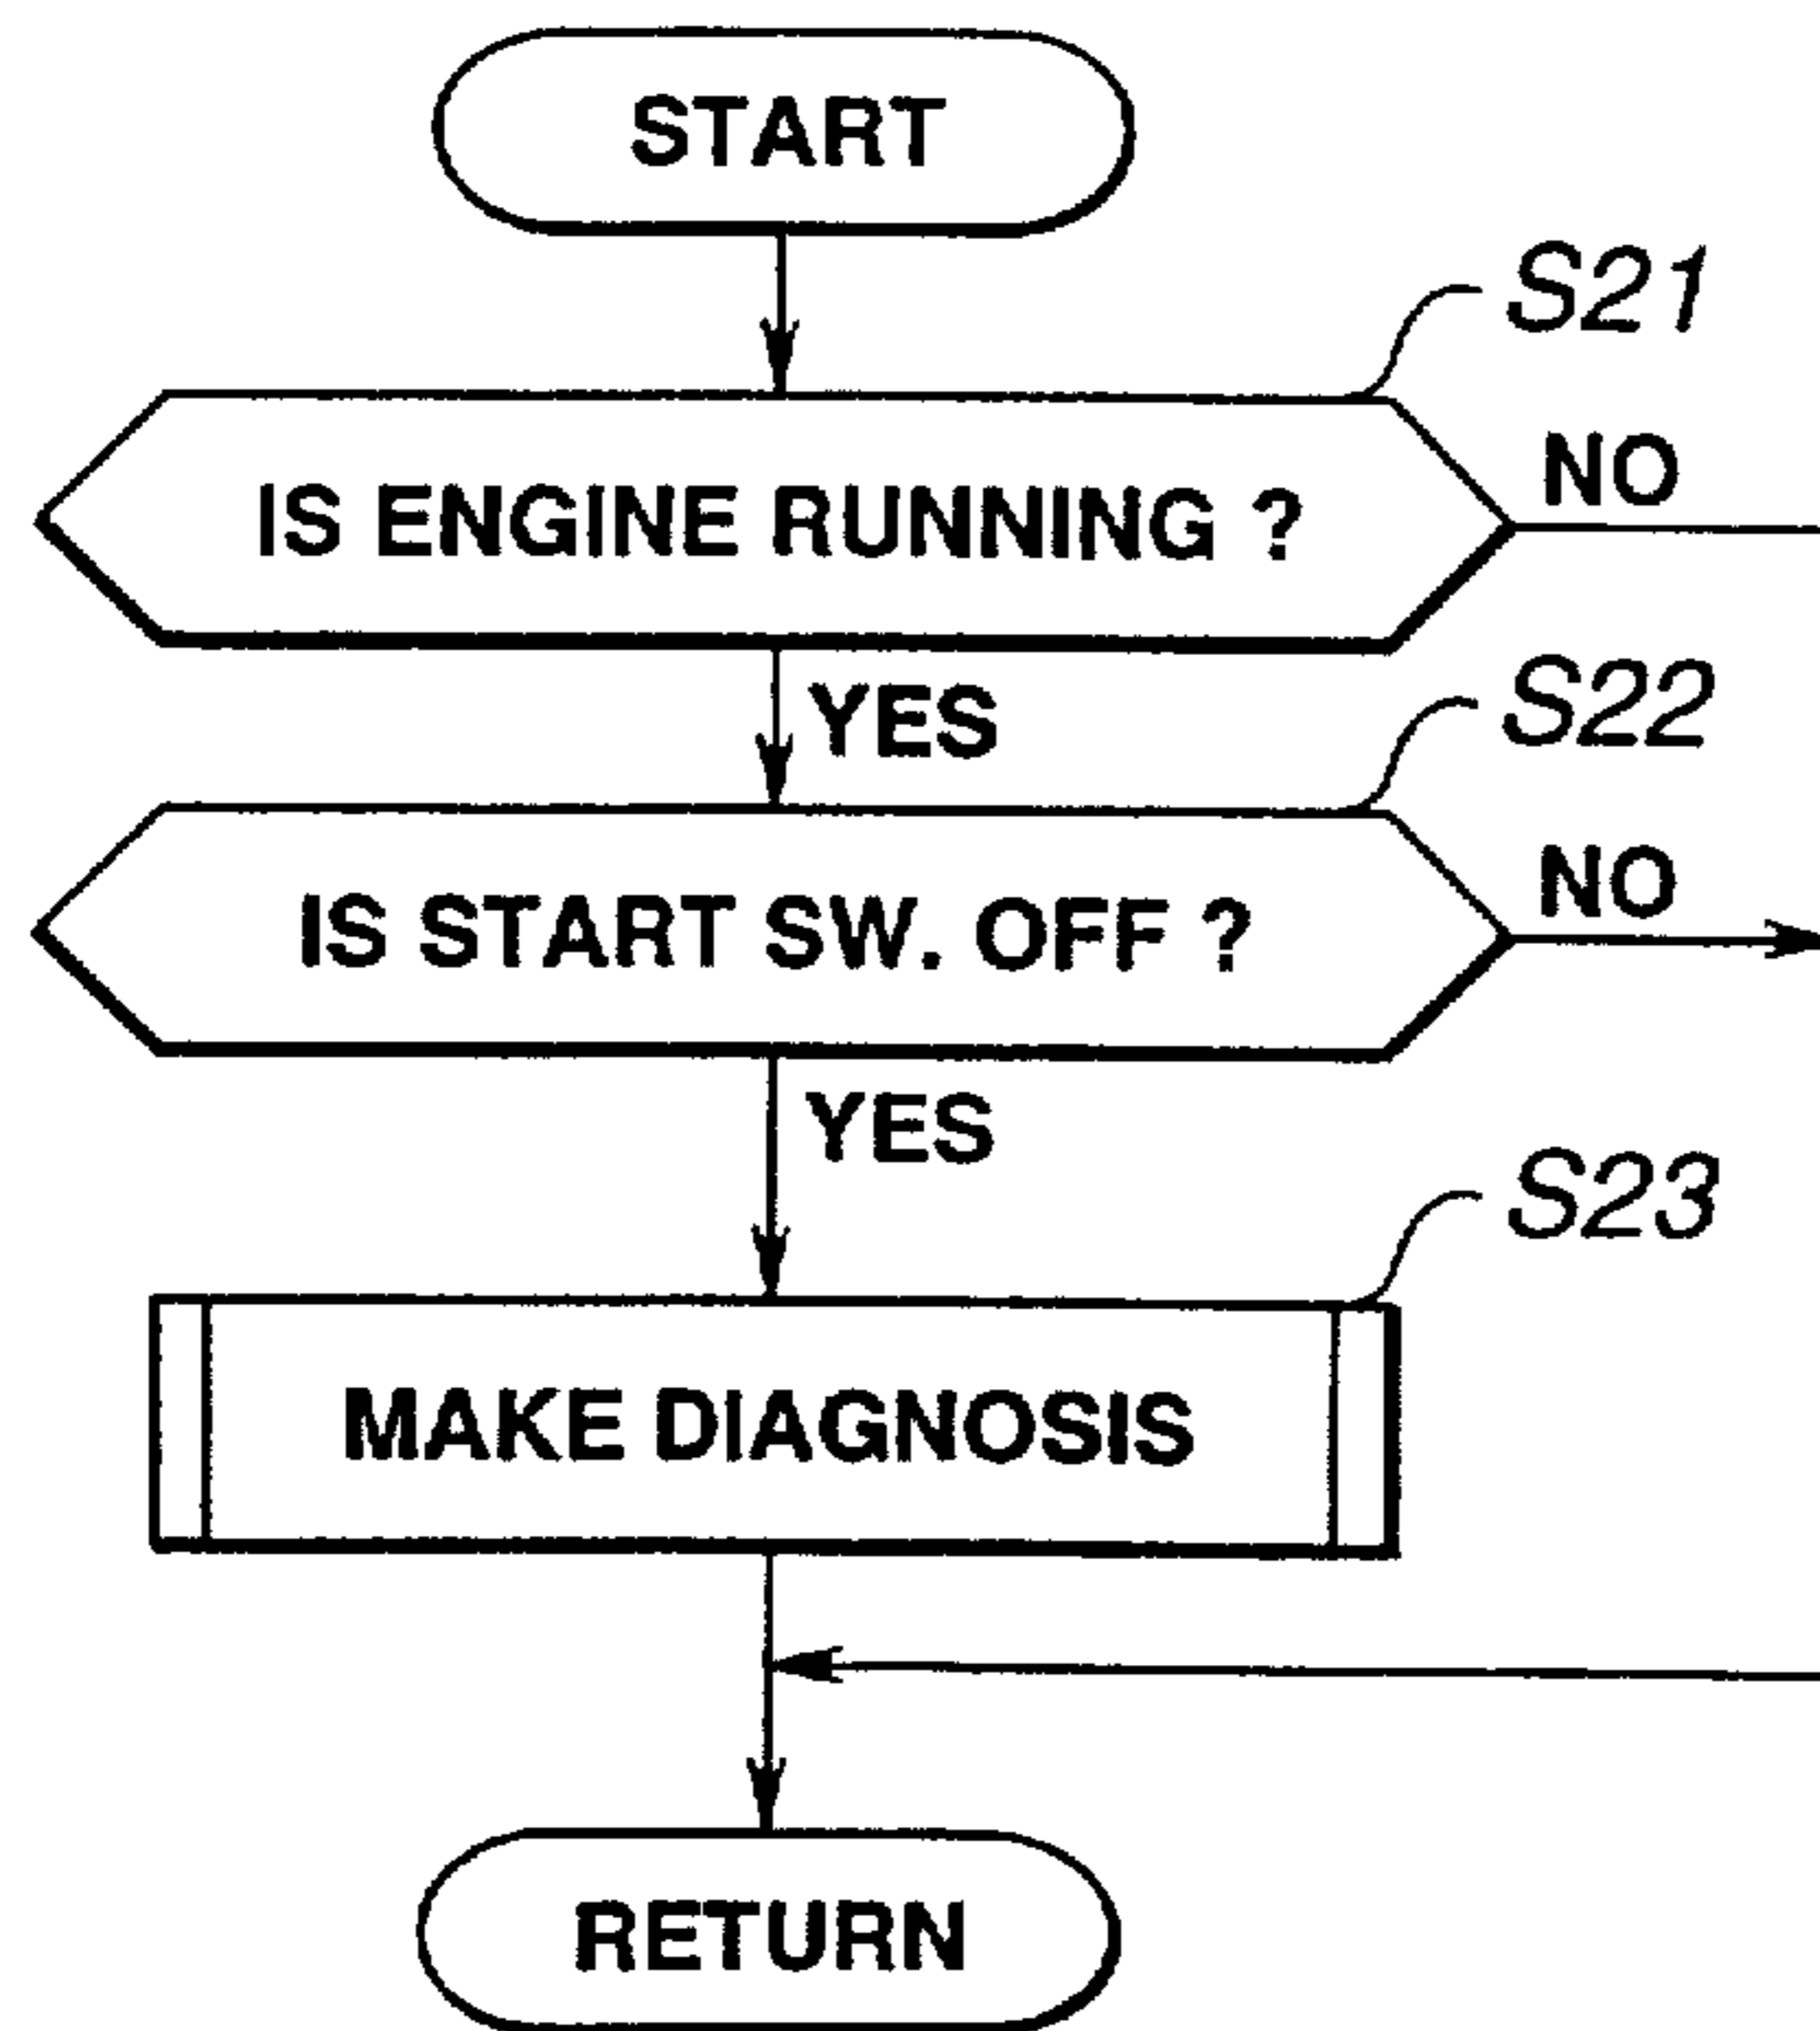 START
S21
IS ENGINE RUNNING ?
NO
YES
S22
IS START SW. OFF ?
NO
YES
S23
MAKE DIAGNOSIS
RETURN